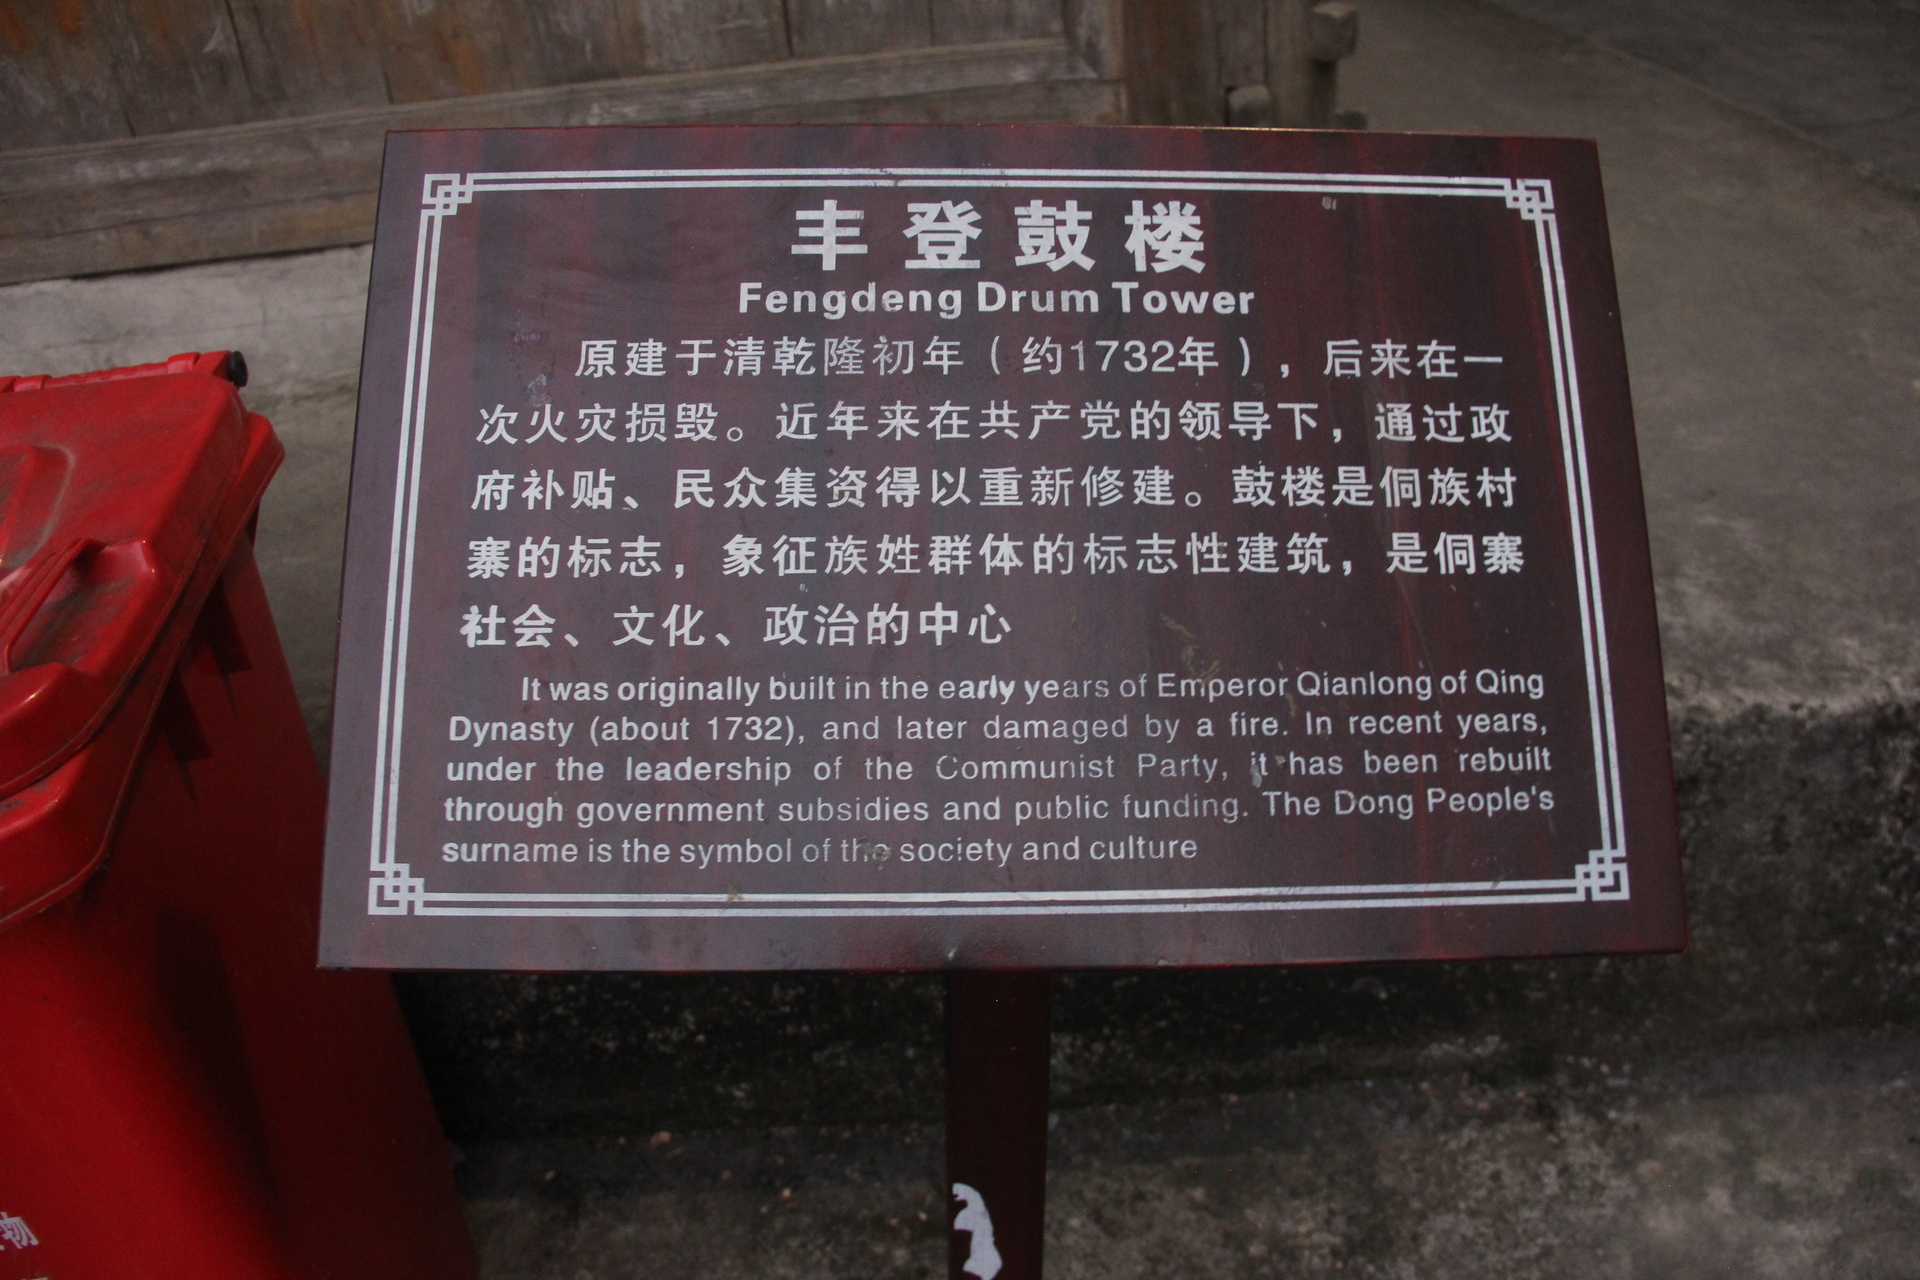 丰登鼓楼
Fengdeng Drum Tower
原建于清乾隆初年（约1732年），后来在一
次火灾损毁。近年来在共产党的领导下，通过政
府补贴、民众集资得以重新修建。鼓楼是侗族村
寨的标志，象征族姓群体的标志性建筑，是侗寨
社会、文化、政治的中心
It was originally built in the early years of Emperor Qianlong of Qing
Dynasty (about 1732), and later damaged by a fire. In recent years,
under the leadership of the Communist Party, it has been rebuilt
through government subsidies and public funding. The Dong People's
surname is the symbol of the society and culture
物